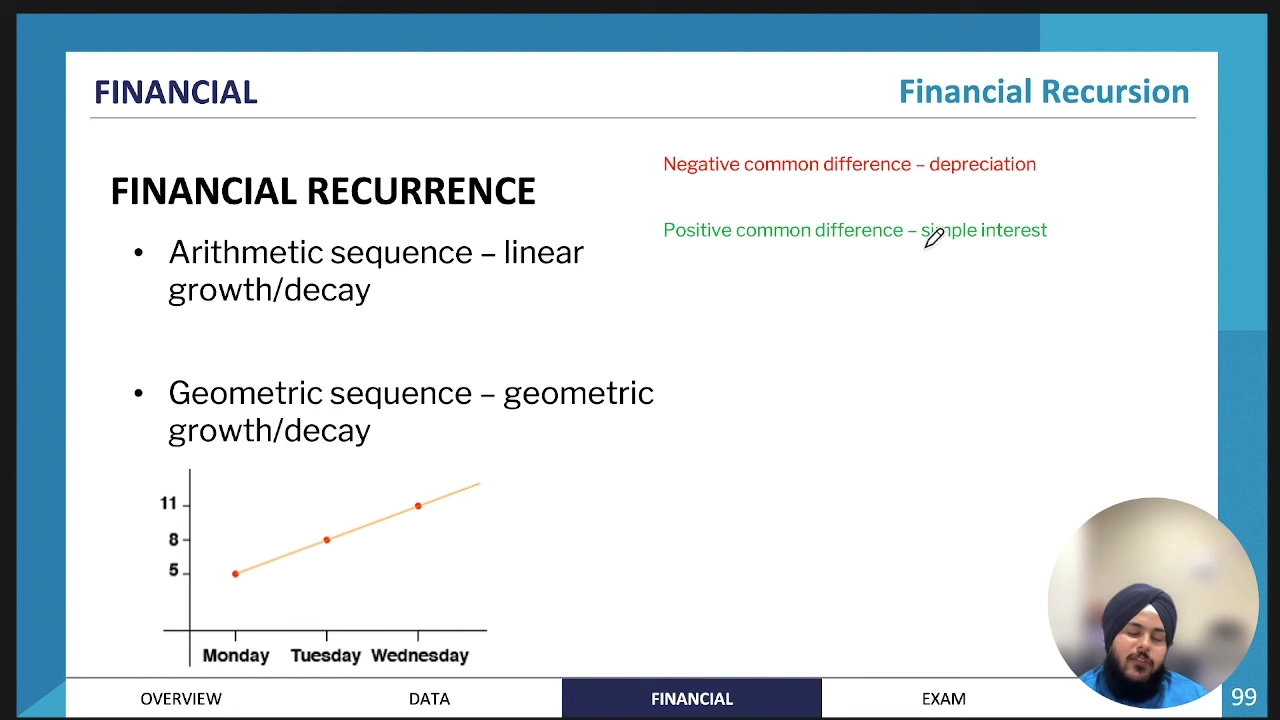 FINANCIAL
Financial Recursion
Negative common difference – depreciation
FINANCIAL RECURRENCE
Positive common difference – simple interest
• Arithmetic sequence – linear
growth/decay
• Geometric sequence – geometric
growth/decay
11
8
5
Monday Tuesday Wednesday
OVERVIEW DATA FINANCIAL EXAM 99